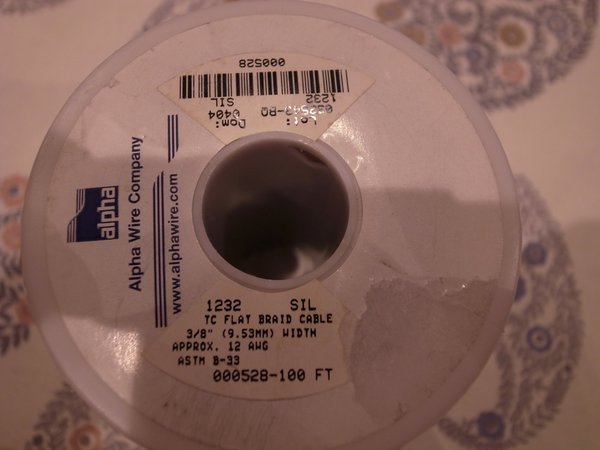 000528
1232
SIL
Lot:
Dom: 0404
alpha
Alpha Wire Company
www.alphawire.com
1232 SIL
TC FLAT BRAID CABLE
3/8" (9.53MM) WIDTH
APPROX. 12 AWG
ASTM B-33
000528-100 FT